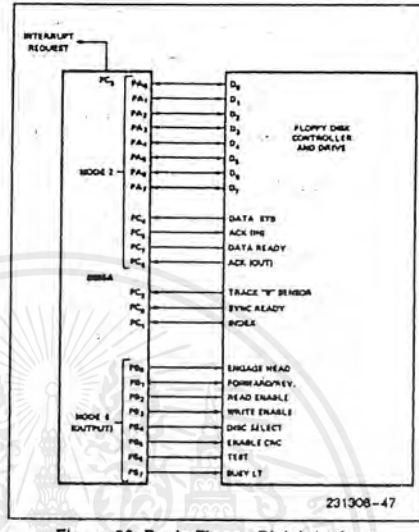 INTERRUPT
REQUEST
PC3
PA0 D0
PA1 D1
PA2 D2
PA3 D3
PA4 D4
PA5 D5
PA6 D6
PA7 D7
MODE 2
FLOPPY DISK
CONTROLLER
AND DRIVE
PC4 DATA STB
PC5 ACK (IN)
PC7 DATA READY
PC6 ACK (OUT)
8255A
PC2 TRACK "0" SENSOR
PC0 SYNC READY
PC1 INDEX
PB0 ENGAGE HEAD
PB1 FORWARD/REV.
PB2 READ ENABLE
PB3 WRITE ENABLE
PB4 DISC SELECT
PB5 ENABLE CRC
PB6 TEST
PB7 BUSY LT
MODE 0
(OUTPUT)
231308-47